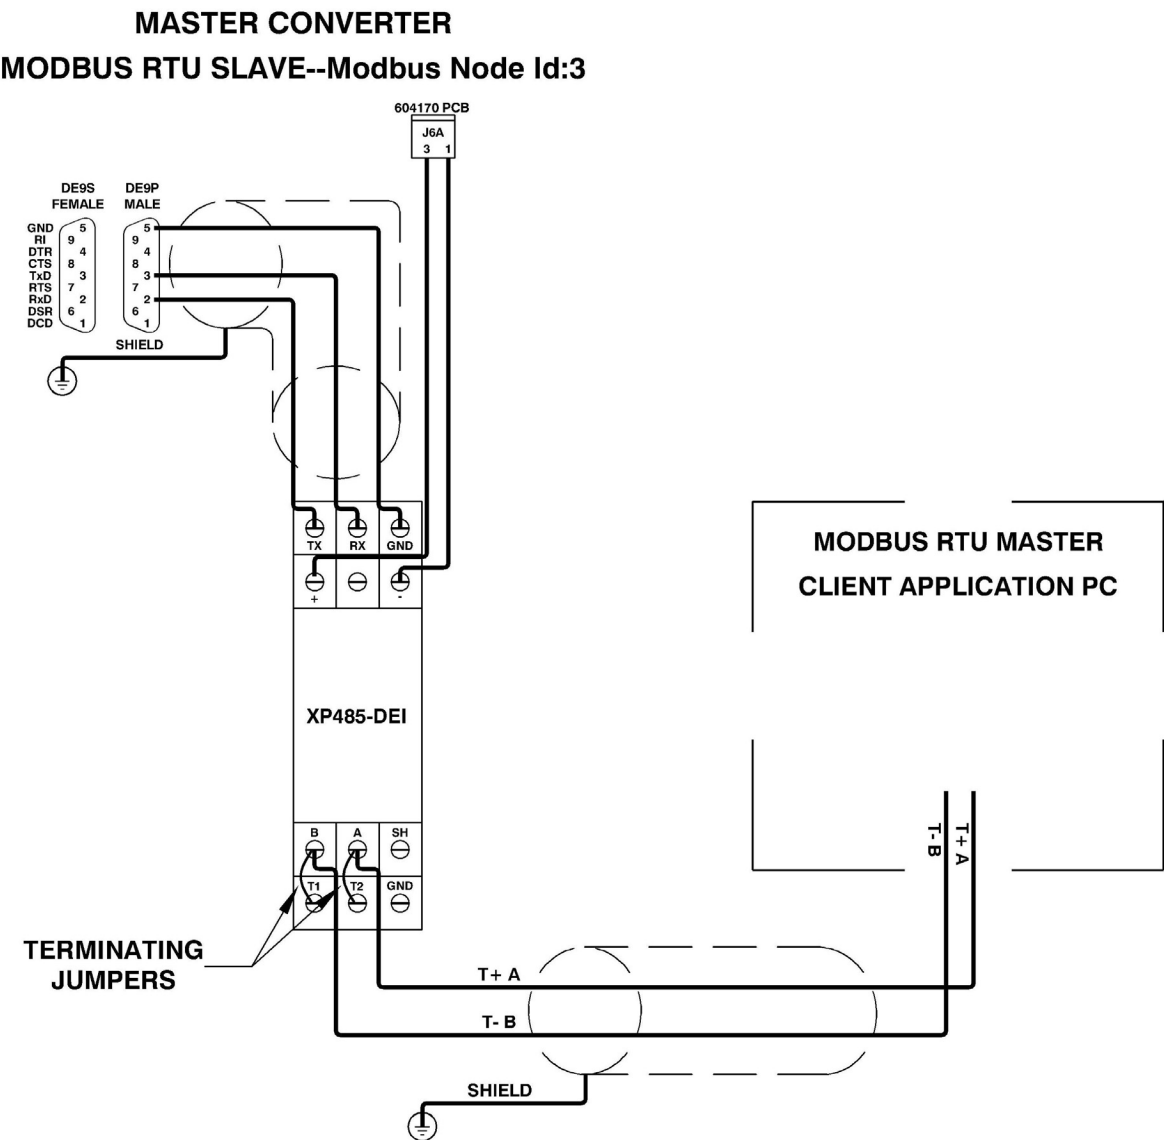 MASTER CONVERTER
MODBUS RTU SLAVE--Modbus Node Id:3
604170 PCB
J6A
3 1
DE9S DE9P
FEMALE MALE
GND 5 5
RI 9 9
DTR 4 4
CTS 8 8
TxD 3 3
RTS 7 7
RxD 2 2
DSR 6 6
DCD 1 1
SHIELD
TX RX GND
+ -
MODBUS RTU MASTER
CLIENT APPLICATION PC
XP485-DEI
B A SH
T- B T+ A
T1 T2 GND
TERMINATING
JUMPERS
T+ A
T- B
SHIELD